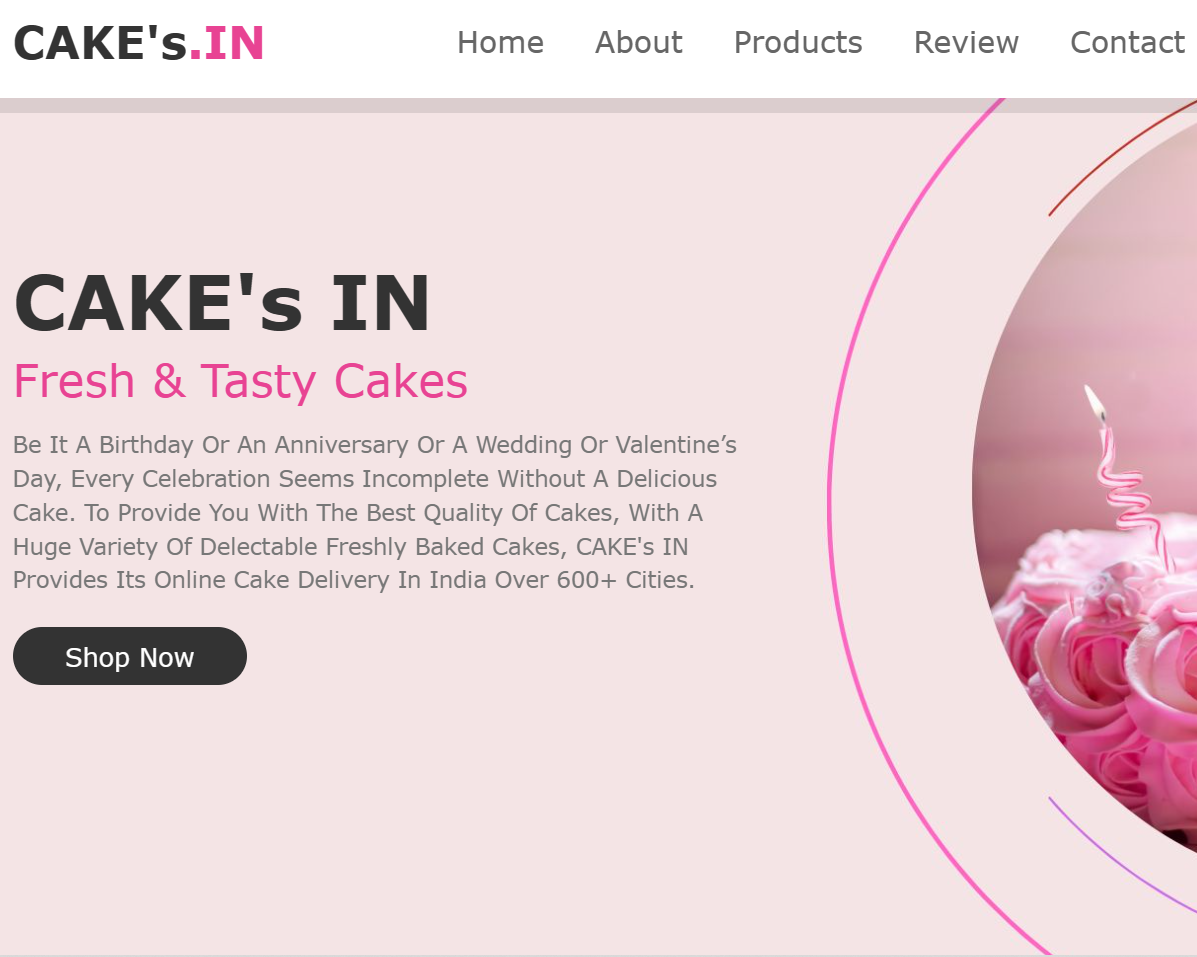 CAKE's.IN
Home About Products Review Contact
CAKE's IN
Fresh & Tasty Cakes
Be It A Birthday Or An Anniversary Or A Wedding Or Valentine’s
Day, Every Celebration Seems Incomplete Without A Delicious
Cake. To Provide You With The Best Quality Of Cakes, With A
Huge Variety Of Delectable Freshly Baked Cakes, CAKE's IN
Provides Its Online Cake Delivery In India Over 600+ Cities.
Shop Now